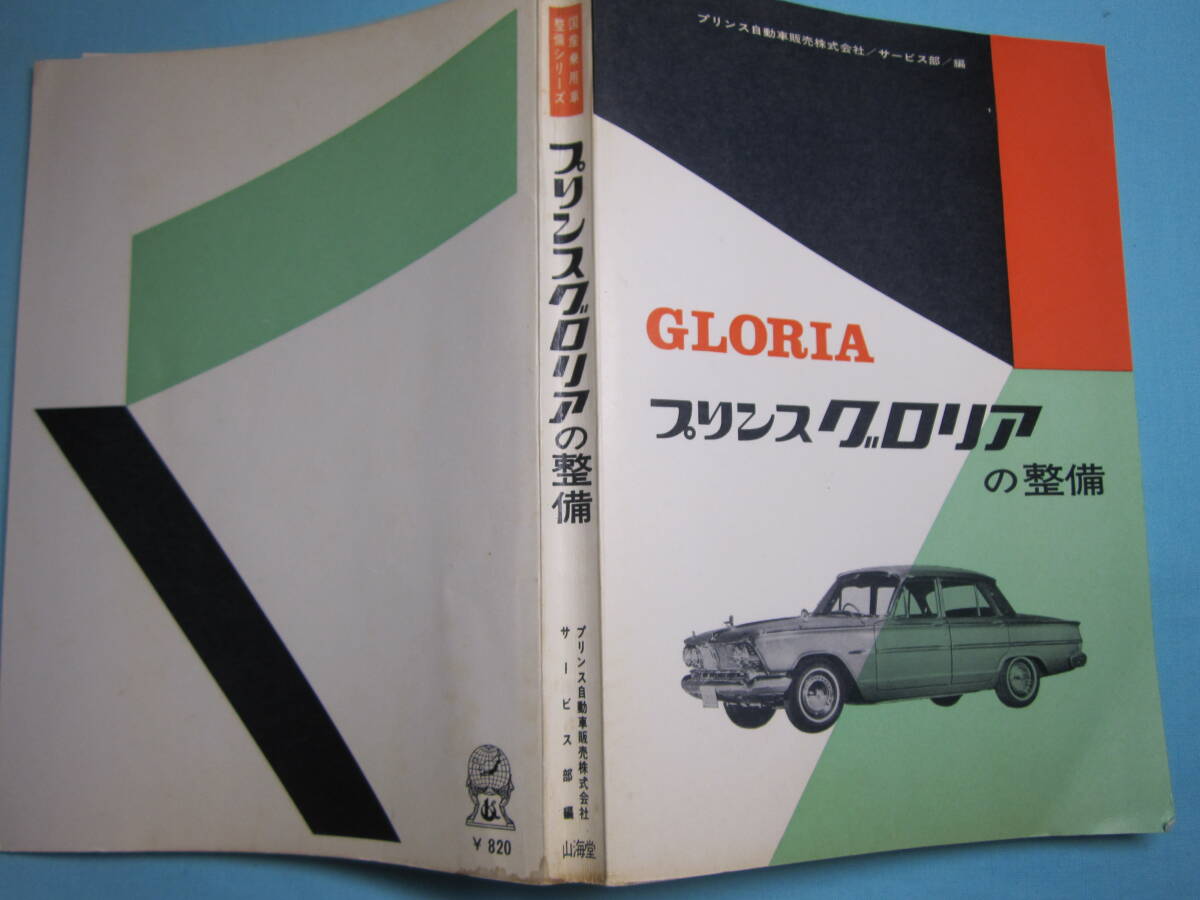 プリンス自動車販売株式会社/サービス部/編
GLORIA
プリンスグロリア
の整備
国産乗用車
整備シリーズ
プリンスグロリアの整備
プリンス自動車販売株式会社
サービス部編
山海堂
¥ 820